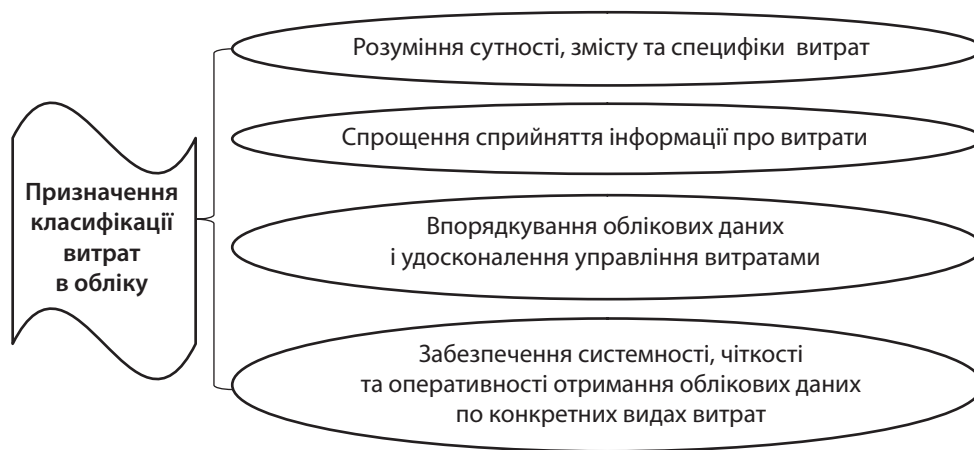 Розуміння сутності, змісту та специфіки витрат
Спрощення сприйняття інформації про витрати
Призначення
класифікації
витрат
в обліку
Впорядкування облікових даних
і удосконалення управління витратами
Забезпечення системності, чіткості
та оперативності отримання облікових даних
по конкретних видах витрат